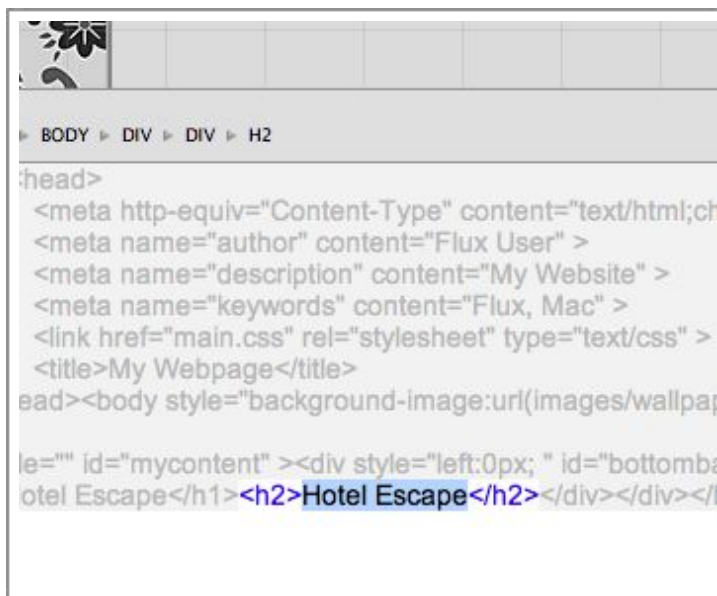 BODY ▸ DIV ▸ DIV ▸ H2
head>
<meta http-equiv="Content-Type" content="text/html;ch
<meta name="author" content="Flux User" >
<meta name="description" content="My Website" >
<meta name="keywords" content="Flux, Mac" >
<link href="main.css" rel="stylesheet" type="text/css" >
<title>My Webpage</title>
ead><body style="background-image:url(images/wallpap
le="" id="mycontent" ><div style="left:0px; " id="bottomba
otel Escape</h1><h2>Hotel Escape</h2></div></div></